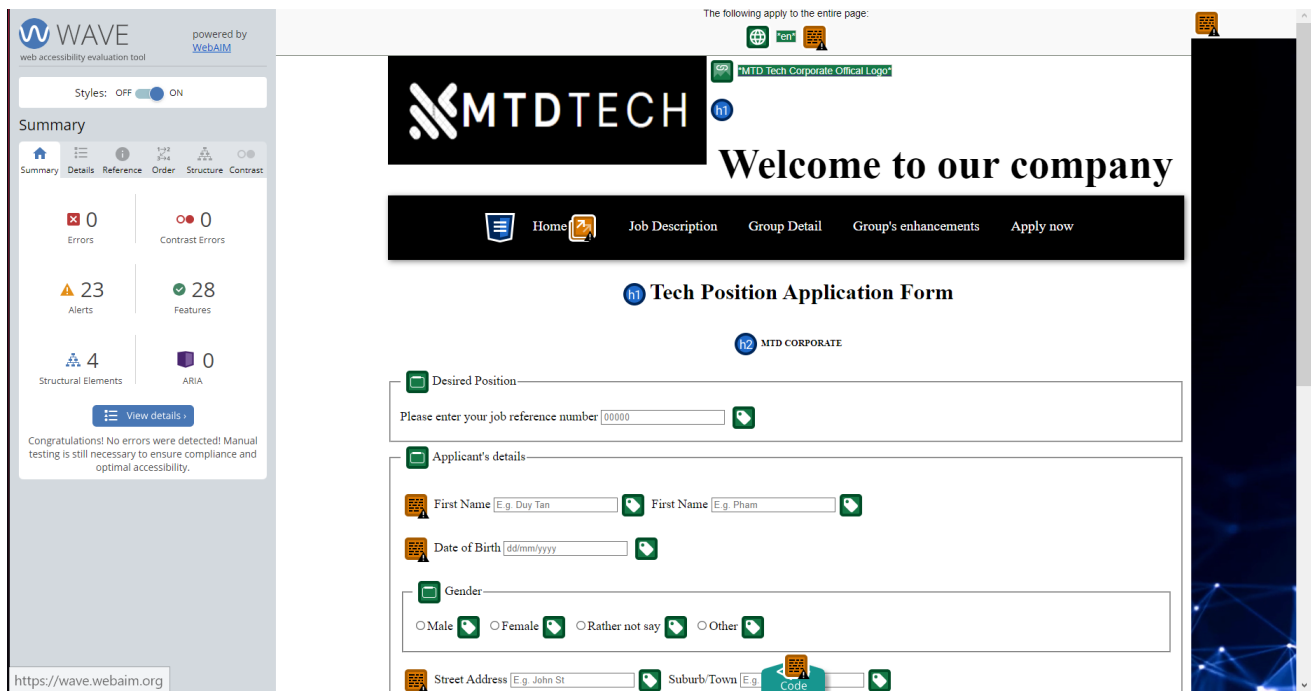 WAVE
powered by
WebAIM
web accessibility evaluation tool
Styles: OFF ON
Summary
Summary Details Reference Order Structure Contrast
0 Errors
0 Contrast Errors
23 Alerts
28 Features
4 Structural Elements
0 ARIA
View details ›
Congratulations! No errors were detected! Manual
testing is still necessary to ensure compliance and
optimal accessibility.
https://wave.webaim.org
The following apply to the entire page:
"en"
MTDTECH
"MTD Tech Corporate Offical Logo"
h1
Welcome to our company
Home Job Description Group Detail Group's enhancements Apply now
h1 Tech Position Application Form
h2 MTD CORPORATE
Desired Position
Please enter your job reference number 00000
Applicant's details
First Name E.g. Duy Tan First Name E.g. Pham
Date of Birth dd/mm/yyyy
Gender
Male Female Rather not say Other
Street Address E.g. John St Suburb/Town E.g.
Code